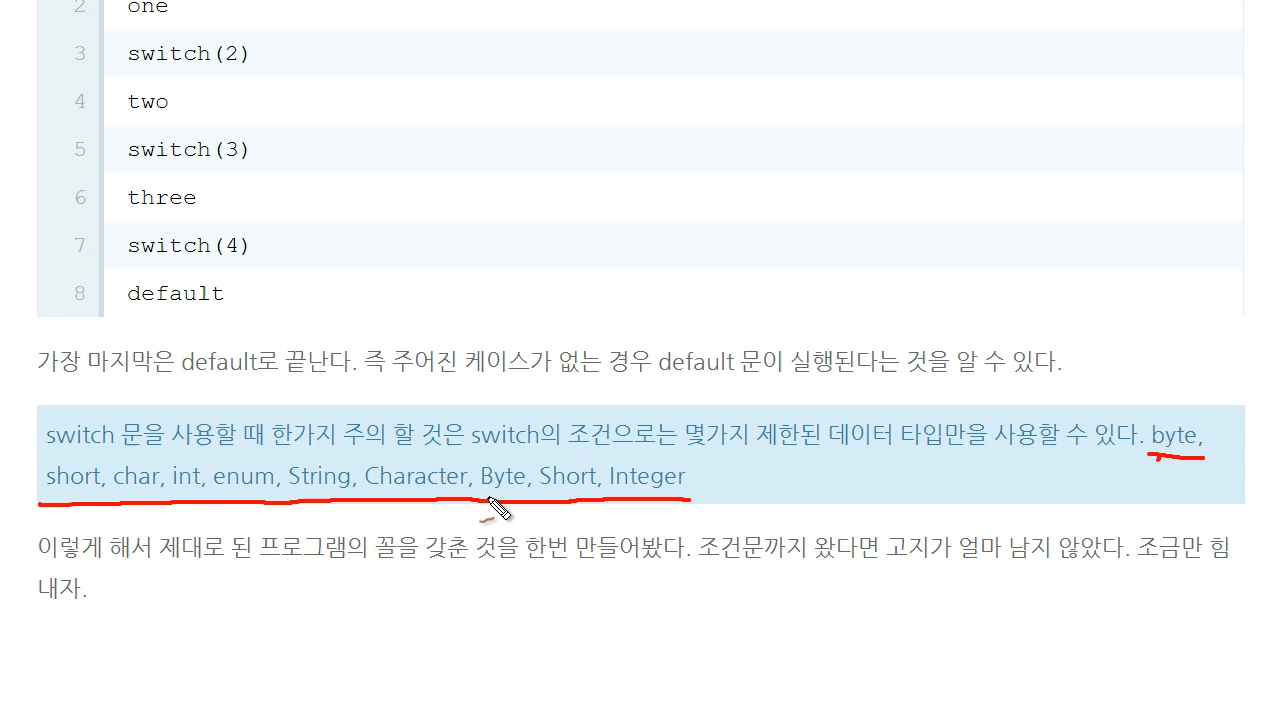 2 one
3 switch(2)
4 two
5 switch(3)
6 three
7 switch(4)
8 default
가장 마지막은 default로 끝난다. 즉 주어진 케이스가 없는 경우 default 문이 실행된다는 것을 알 수 있다.
switch 문을 사용할 때 한가지 주의 할 것은 switch의 조건으로는 몇가지 제한된 데이터 타입만을 사용할 수 있다. byte,
short, char, int, enum, String, Character, Byte, Short, Integer
이렇게 해서 제대로 된 프로그램의 꼴을 갖춘 것을 한번 만들어봤다. 조건문까지 왔다면 고지가 얼마 남지 않았다. 조금만 힘
내자.